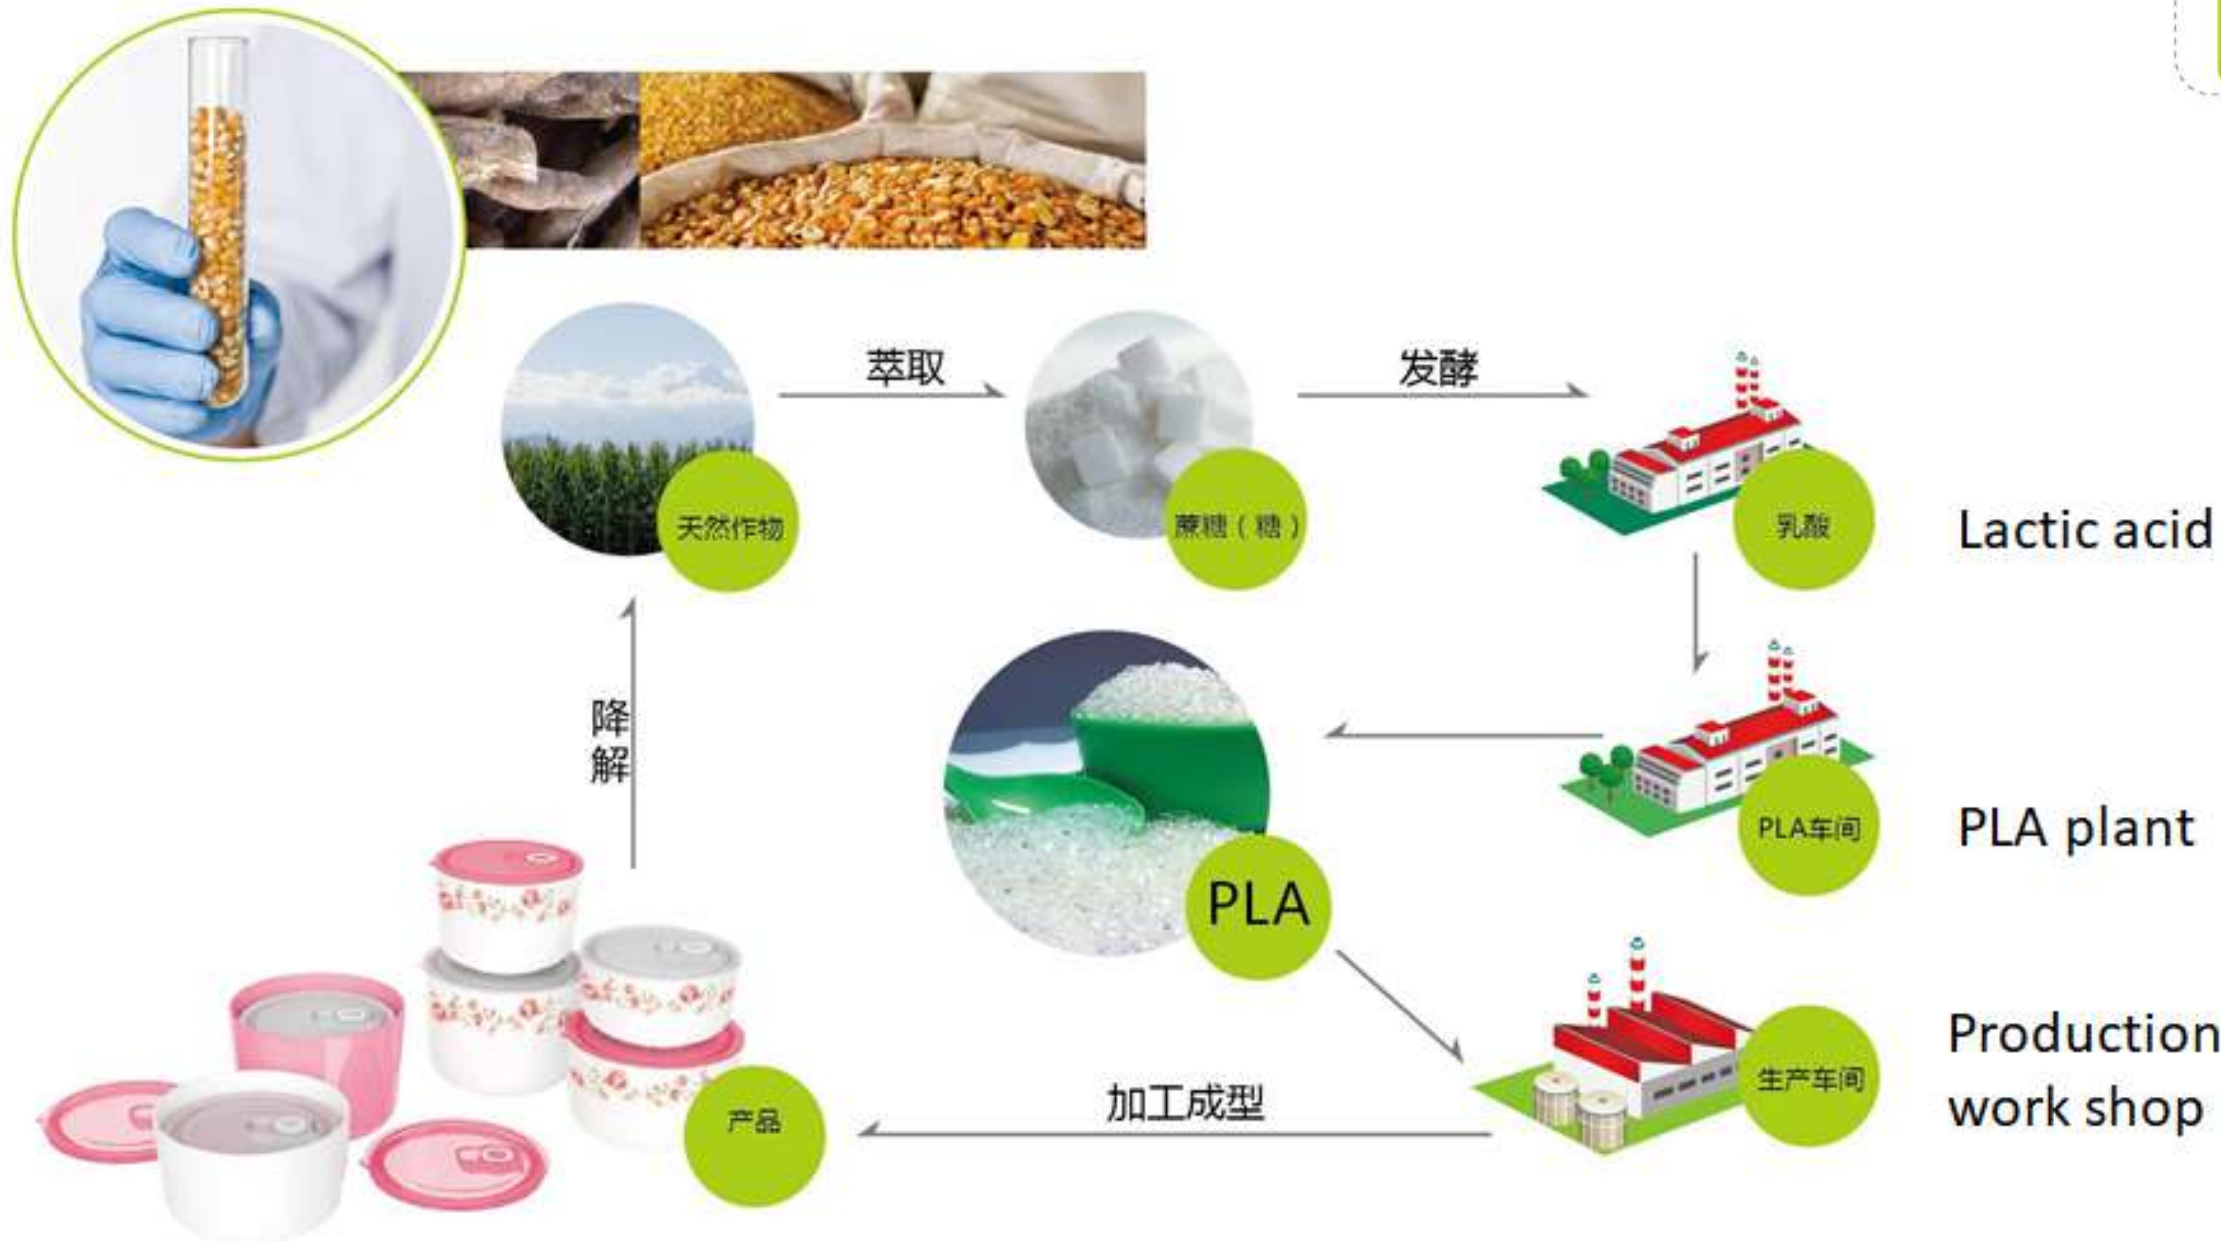 萃取
发酵
天然作物
蔗糖（糖）
乳酸
Lactic acid
降
解
PLA车间
PLA plant
PLA
生产车间
Production
work shop
加工成型
产品